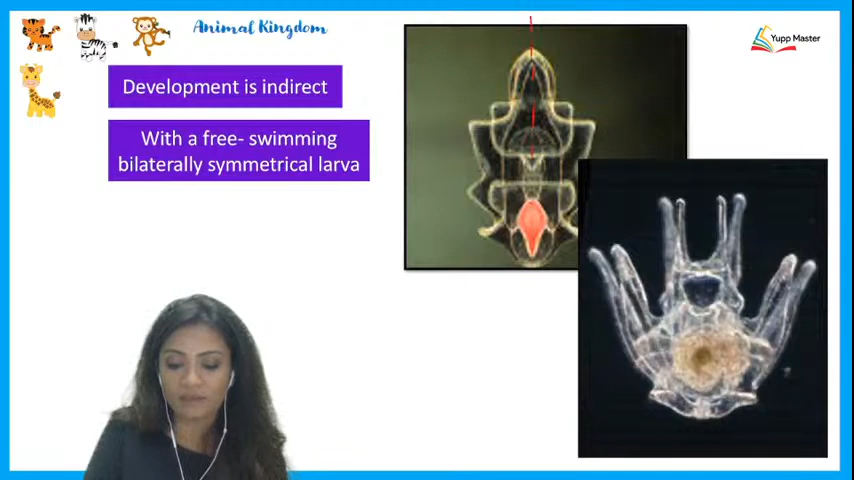 Animal Kingdom
Yupp Master
Development is indirect
With a free- swimming
bilaterally symmetrical larva